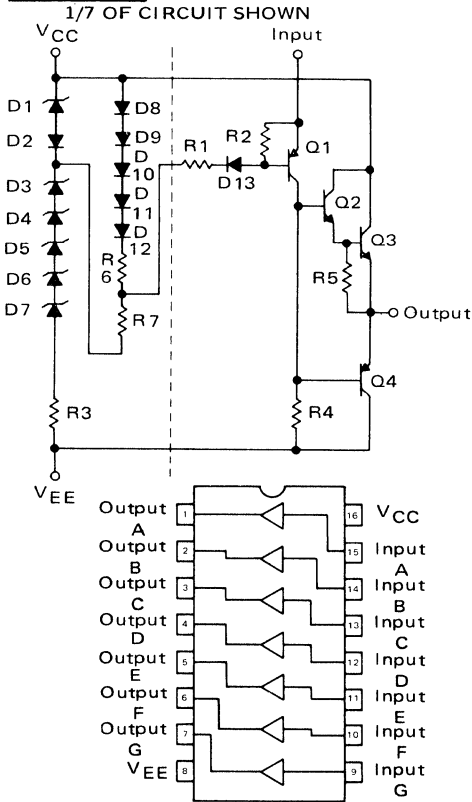 1/7 OF CIRCUIT SHOWN
VCC
Input
D1
D8
D2
D9
R1
R2
Q1
D
10
D13
D3
D
11
Q2
D4
D
12
Q3
D5
R
6
R5
D6
D7
R7
Output
Q4
R3
R4
VEE
Output
A
1
16
VCC
Output
B
2
15
Input
A
Output
C
3
14
Input
B
Output
D
4
13
Input
C
Output
E
5
12
Input
D
Output
F
6
11
Input
E
Output
G
7
10
Input
F
VEE
8
9
Input
G